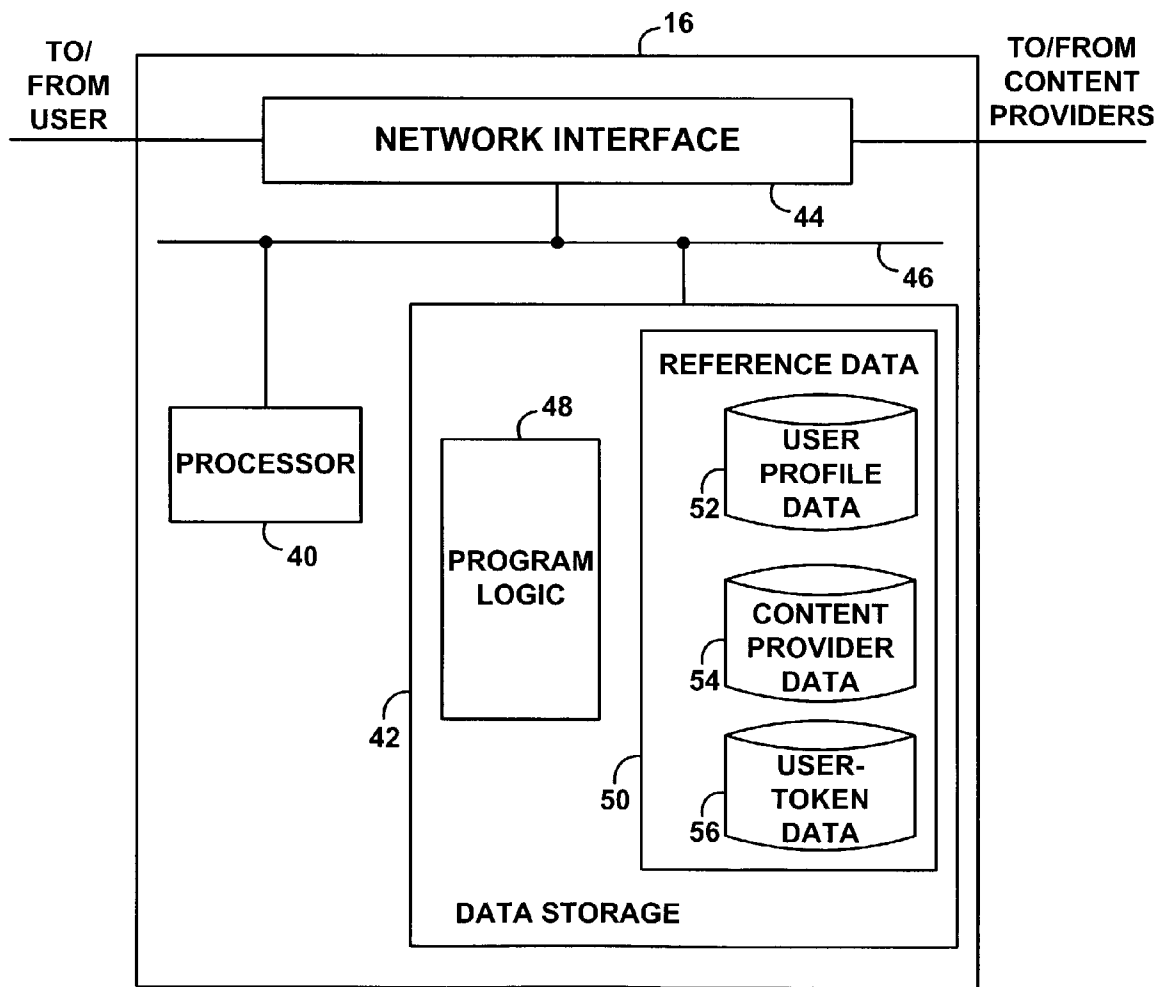 16
TO/
FROM
USER
TO/FROM
CONTENT
PROVIDERS
NETWORK INTERFACE
44
46
REFERENCE DATA
48
USER
PROFILE
DATA
52
PROCESSOR
40
PROGRAM
LOGIC
CONTENT
PROVIDER
DATA
54
42
50
USER-
TOKEN
DATA
56
DATA STORAGE